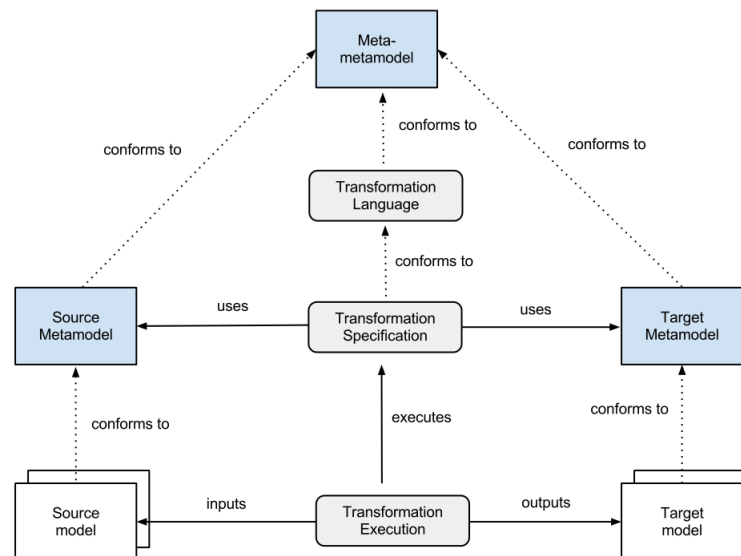 Meta-
metamodel
conforms to
conforms to
conforms to
Transformation
Language
conforms to
Source
Metamodel
uses
Transformation
Specification
uses
Target
Metamodel
conforms to
executes
conforms to
Source
model
inputs
Transformation
Execution
outputs
Target
model